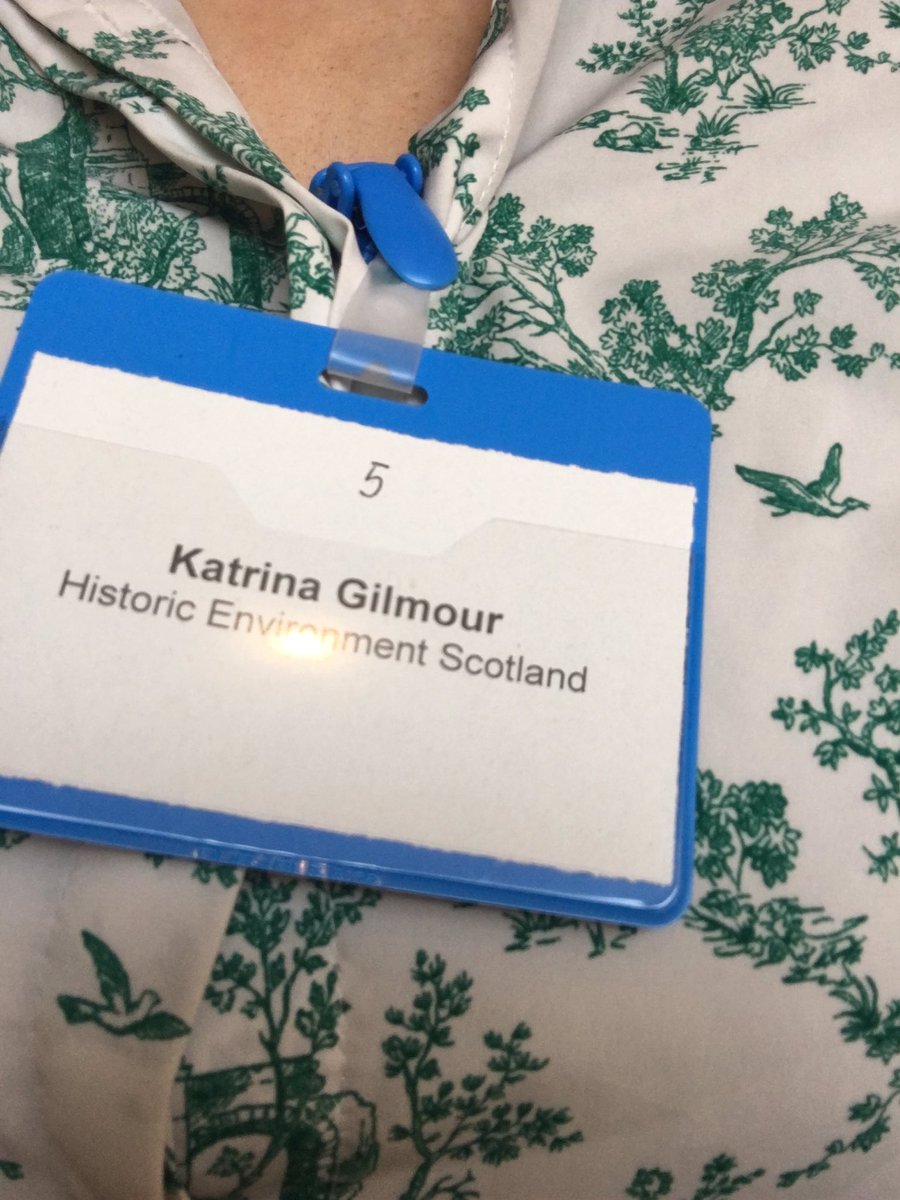 5
Katrina Gilmour
Historic Environment Scotland